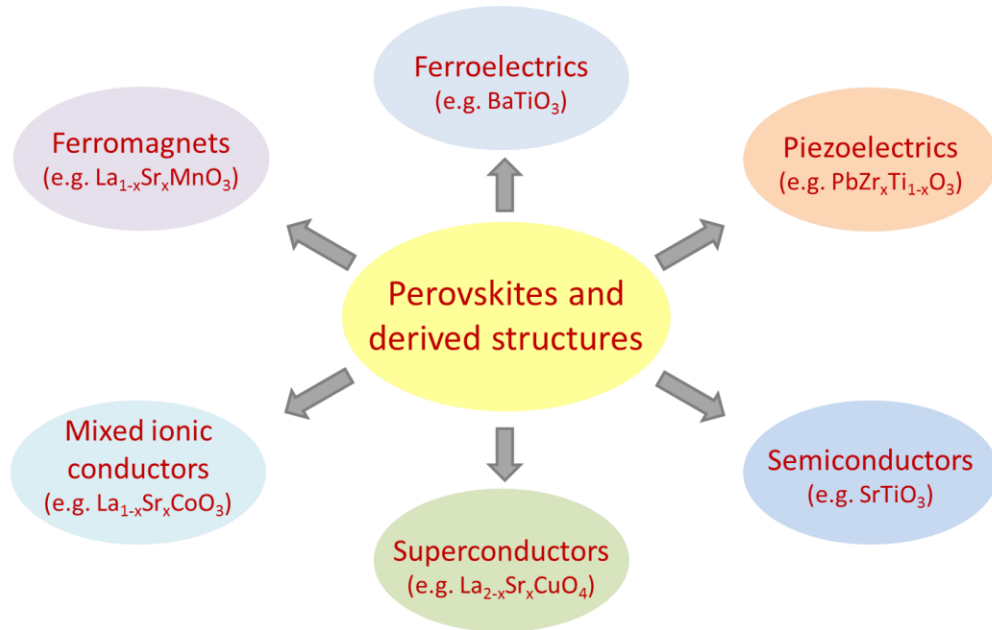 Ferroelectrics
(e.g. BaTiO₃)
Ferromagnets
(e.g. La₁₋ₓSrₓMnO₃)
Piezoelectrics
(e.g. PbZrₓTi₁₋ₓO₃)
Perovskites and
derived structures
Mixed ionic
conductors
(e.g. La₁₋ₓSrₓCoO₃)
Semiconductors
(e.g. SrTiO₃)
Superconductors
(e.g. La₂₋ₓSrₓCuO₄)